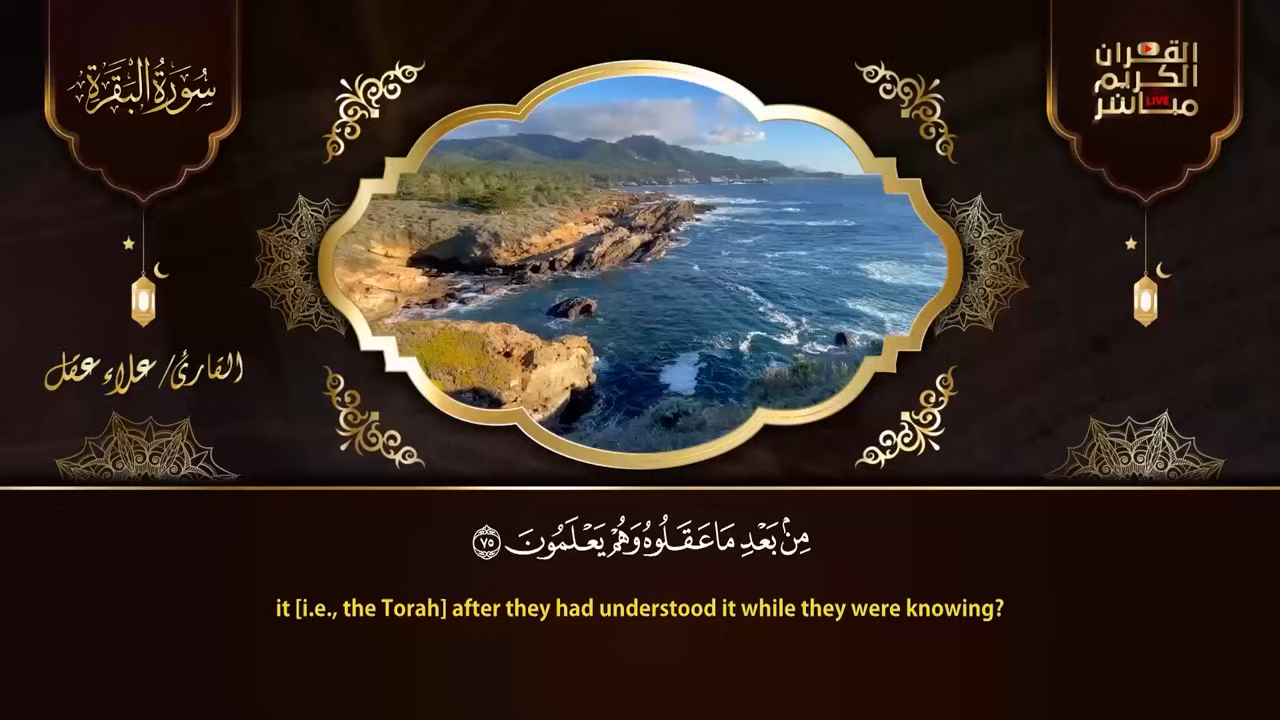 سُورَةُ البَقَرَةِ
القرآن
الكريم
مباشر
LIVE
القارئ/ علاء عقل
مِنۢ بَعۡدِ مَا عَقَلُوهُ وَهُمۡ يَعۡلَمُونَ ٧٥
it [i.e., the Torah] after they had understood it while they were knowing?